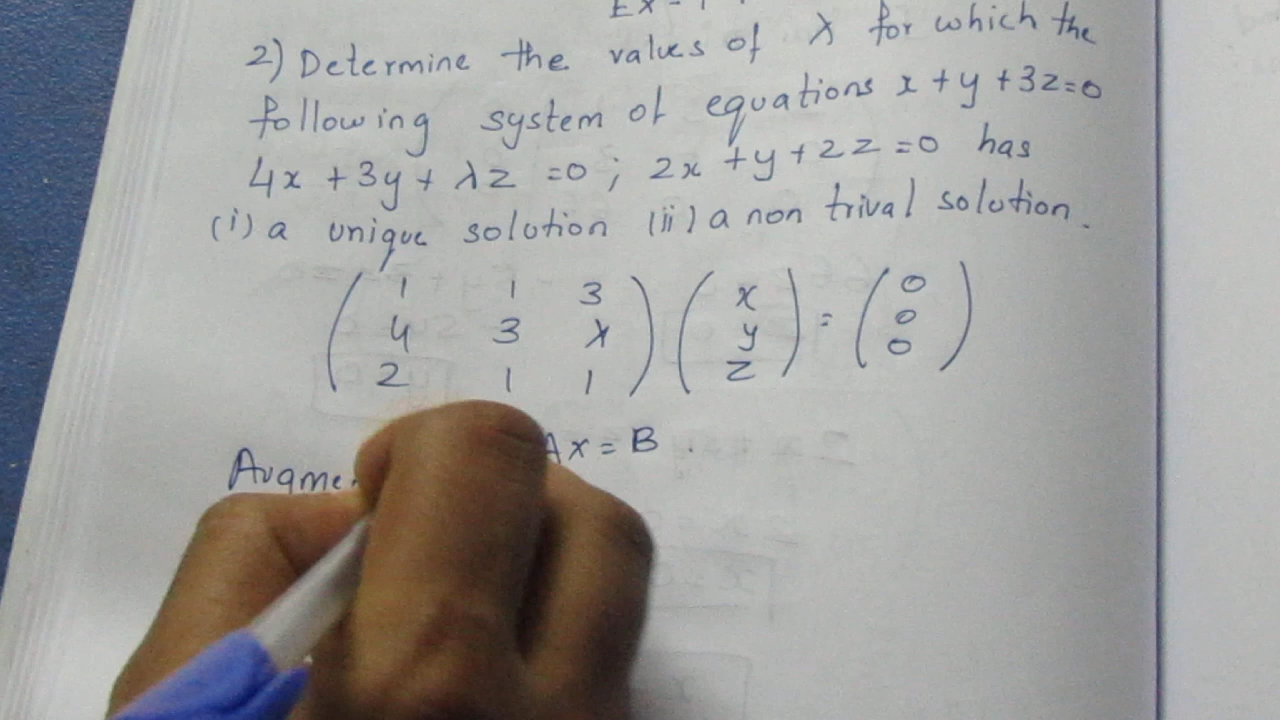 2) Determine the values of λ for which the
following system of equations x + y + 3z = 0
4x + 3y + λz = 0 ; 2x + y + 2z = 0 has
(i) a unique solution (ii) a non trival solution.
( 1 1 3 ) ( x ) = ( 0 )
( 4 3 λ ) ( y ) ( 0 )
( 2 1 1 ) ( z ) ( 0 )
Ax = B .